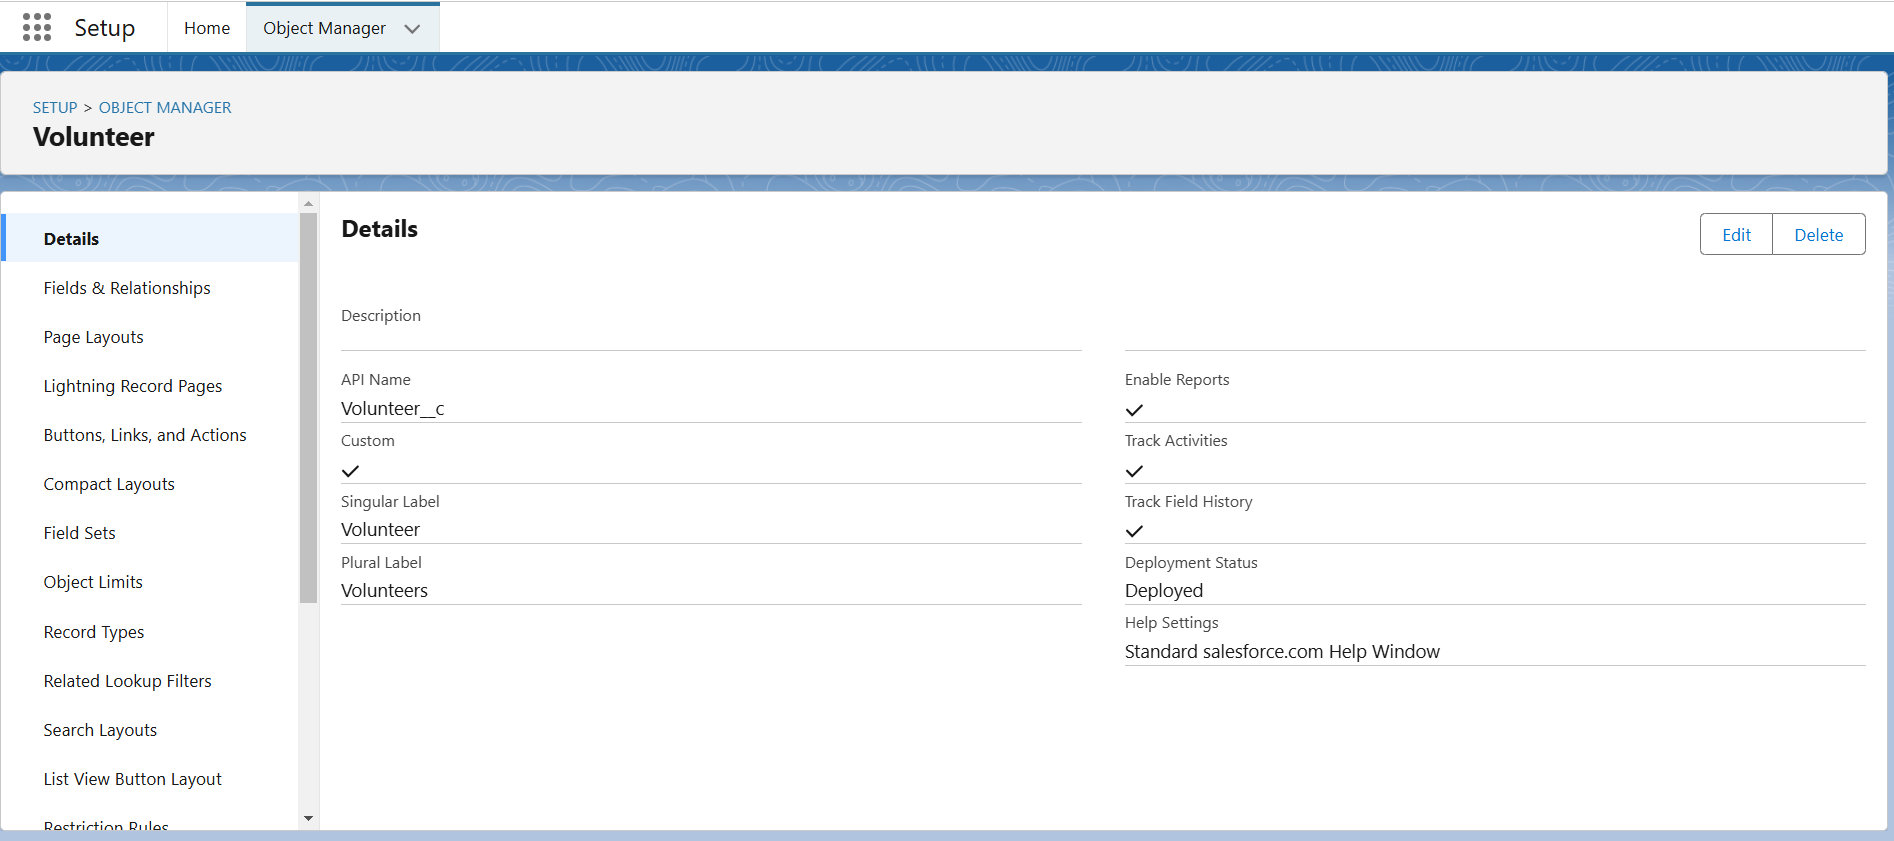 Setup
Home
Object Manager
SETUP > OBJECT MANAGER
Volunteer
Details
Fields & Relationships
Page Layouts
Lightning Record Pages
Buttons, Links, and Actions
Compact Layouts
Field Sets
Object Limits
Record Types
Related Lookup Filters
Search Layouts
List View Button Layout
Restriction Rules
Details
Edit
Delete
Description
API Name
Volunteer__c
Custom
Singular Label
Volunteer
Plural Label
Volunteers
Enable Reports
Track Activities
Track Field History
Deployment Status
Deployed
Help Settings
Standard salesforce.com Help Window